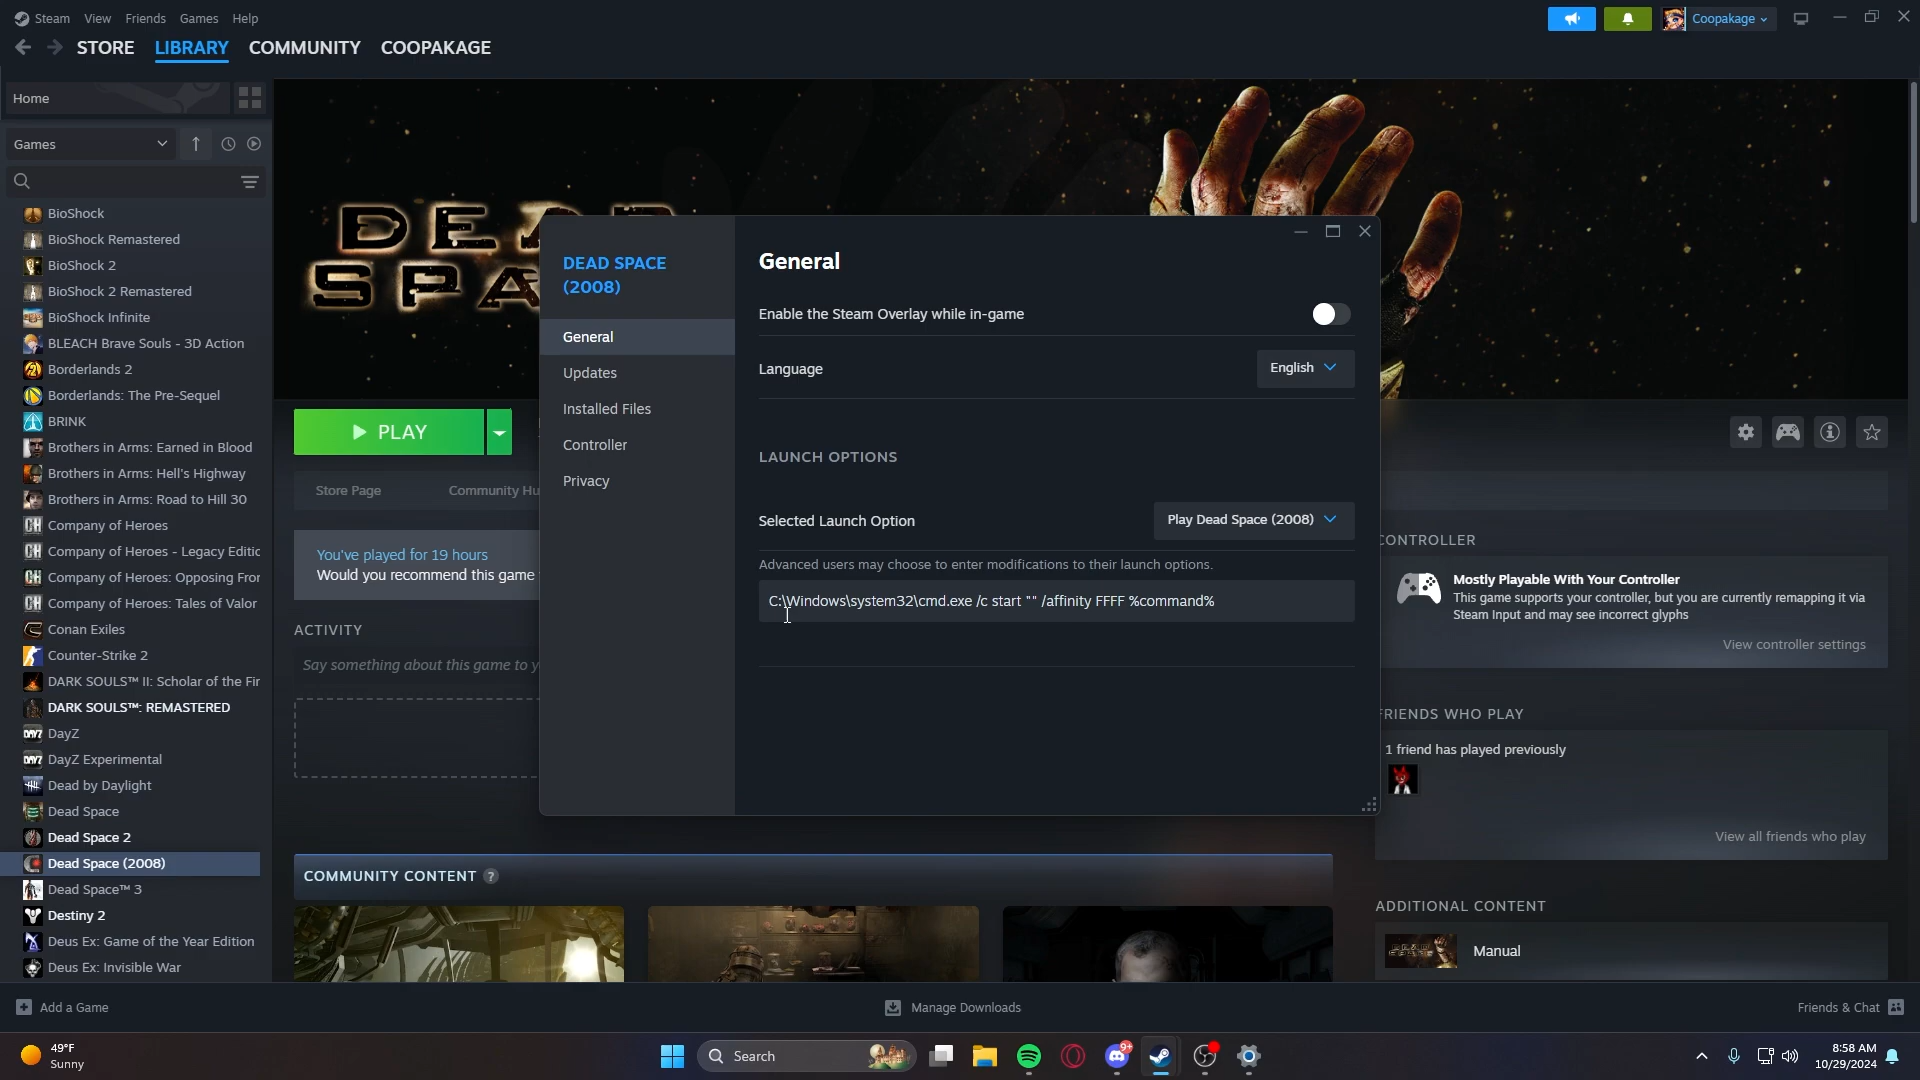 Steam View Friends Games Help
Coopakage
STORE LIBRARY COMMUNITY COOPAKAGE
Home
Games
BioShock
BioShock Remastered
BioShock 2
BioShock 2 Remastered
BioShock Infinite
BLEACH Brave Souls - 3D Action
Borderlands 2
Borderlands: The Pre-Sequel
BRINK
Brothers in Arms: Earned in Blood
Brothers in Arms: Hell's Highway
Brothers in Arms: Road to Hill 30
Company of Heroes
Company of Heroes - Legacy Editic
Company of Heroes: Opposing Fror
Company of Heroes: Tales of Valor
Conan Exiles
Counter-Strike 2
DARK SOULS™ II: Scholar of the Fir
DARK SOULS™: REMASTERED
DayZ
DayZ Experimental
Dead by Daylight
Dead Space
Dead Space 2
Dead Space (2008)
Dead Space™ 3
Destiny 2
Deus Ex: Game of the Year Edition
Deus Ex: Invisible War
DEAD
SPA
PLAY
Store Page Community Hu
You've played for 19 hours
Would you recommend this game
ACTIVITY
Say something about this game to y
DEAD SPACE
(2008)
General
Updates
Installed Files
Controller
Privacy
General
Enable the Steam Overlay while in-game
Language English
LAUNCH OPTIONS
Selected Launch Option Play Dead Space (2008)
Advanced users may choose to enter modifications to their launch options.
C:\Windows\system32\cmd.exe /c start "" /affinity FFFF %command%
CONTROLLER
Mostly Playable With Your Controller
This game supports your controller, but you are currently remapping it via
Steam Input and may see incorrect glyphs
View controller settings
FRIENDS WHO PLAY
1 friend has played previously
View all friends who play
COMMUNITY CONTENT ?
ADDITIONAL CONTENT
Manual
Add a Game Manage Downloads Friends & Chat
49°F
Sunny
Search
9+
8:58 AM
10/29/2024